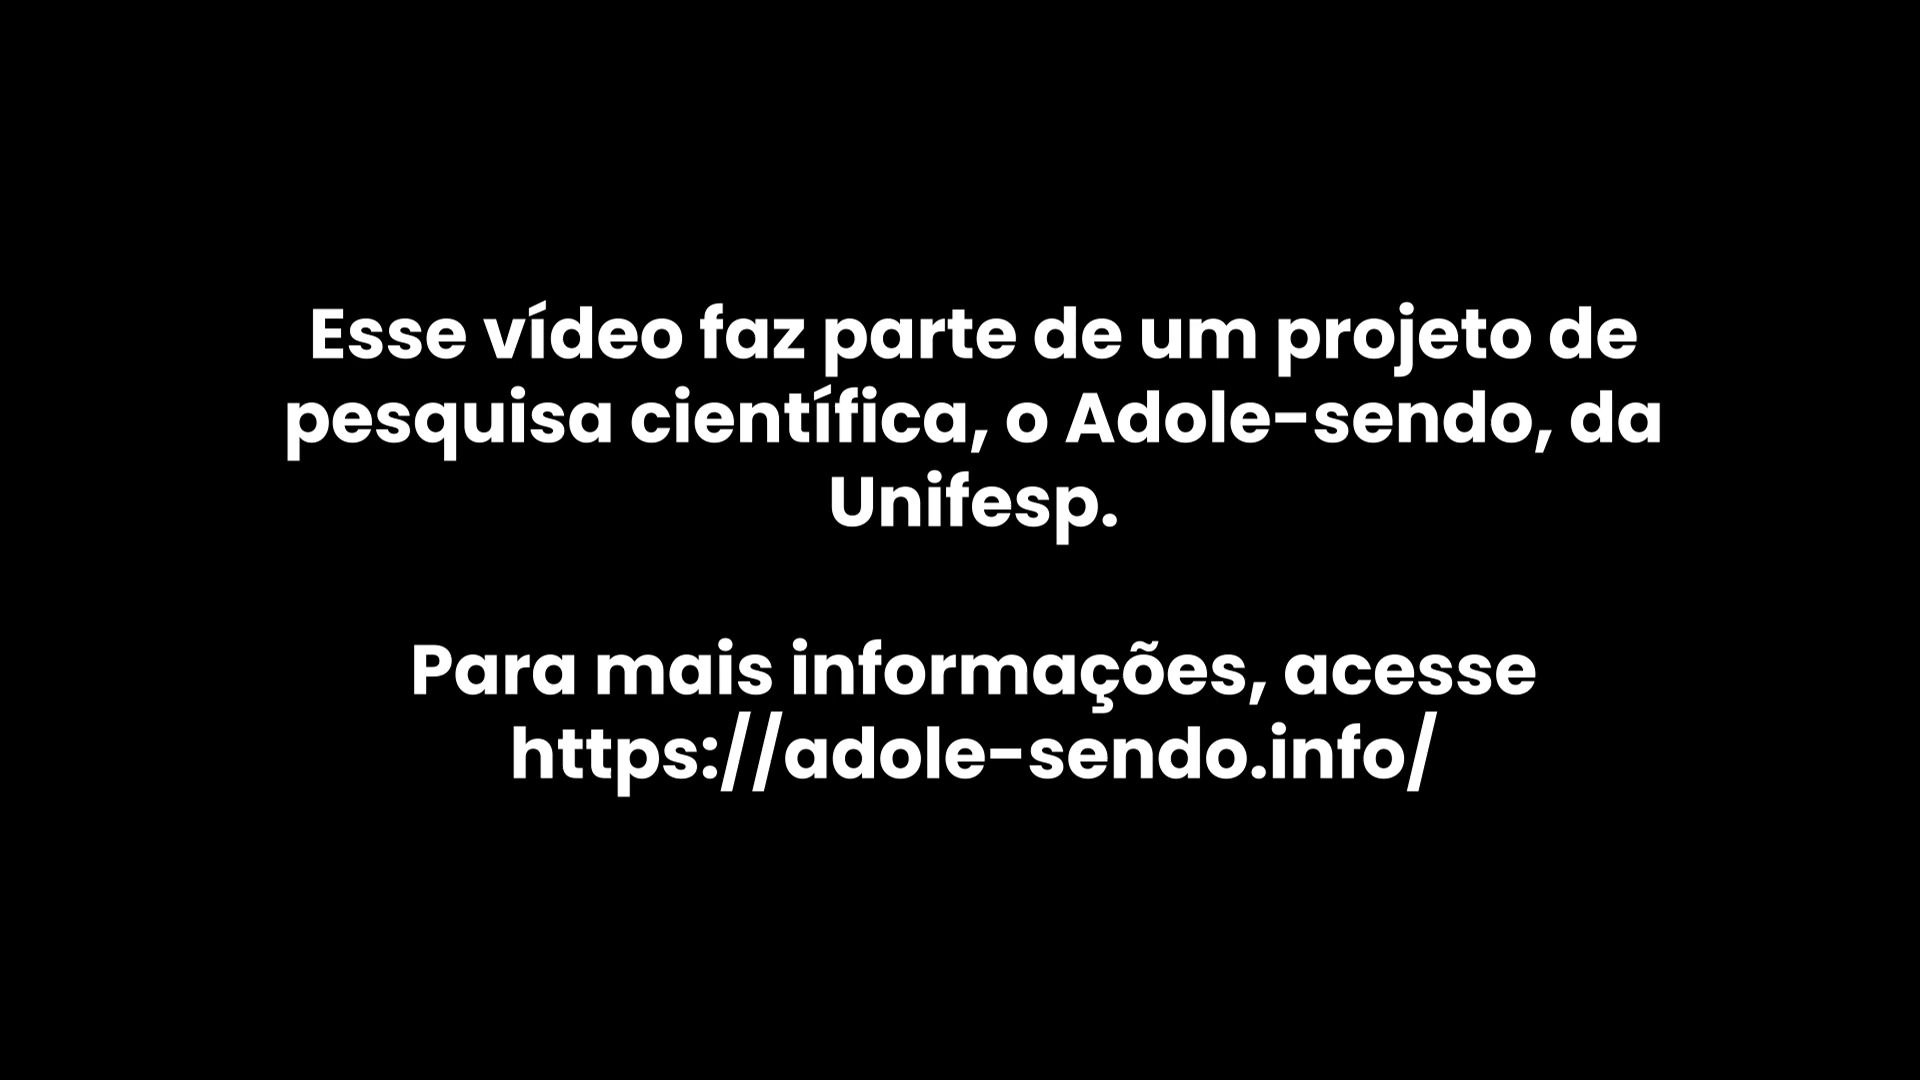 Esse vídeo faz parte de um projeto de
pesquisa científica, o Adole-sendo, da
Unifesp.
Para mais informações, acesse
https://adole-sendo.info/